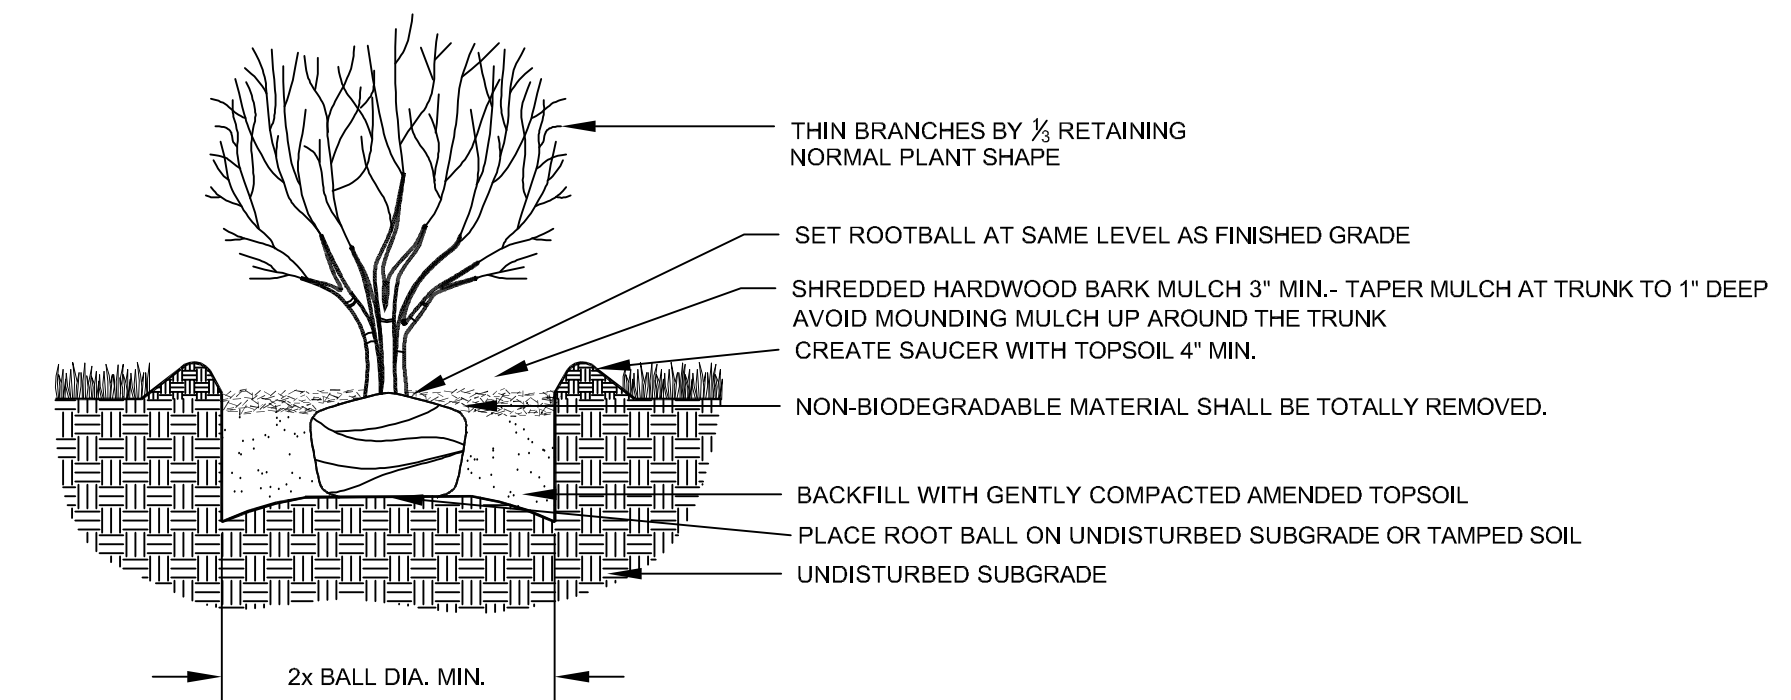 THIN BRANCHES BY ⅓ RETAINING
NORMAL PLANT SHAPE
SET ROOTBALL AT SAME LEVEL AS FINISHED GRADE
SHREDDED HARDWOOD BARK MULCH 3" MIN.- TAPER MULCH AT TRUNK TO 1" DEEP
AVOID MOUNDING MULCH UP AROUND THE TRUNK
CREATE SAUCER WITH TOPSOIL 4" MIN.
NON-BIODEGRADABLE MATERIAL SHALL BE TOTALLY REMOVED.
BACKFILL WITH GENTLY COMPACTED AMENDED TOPSOIL
PLACE ROOT BALL ON UNDISTURBED SUBGRADE OR TAMPED SOIL
UNDISTURBED SUBGRADE
2x BALL DIA. MIN.